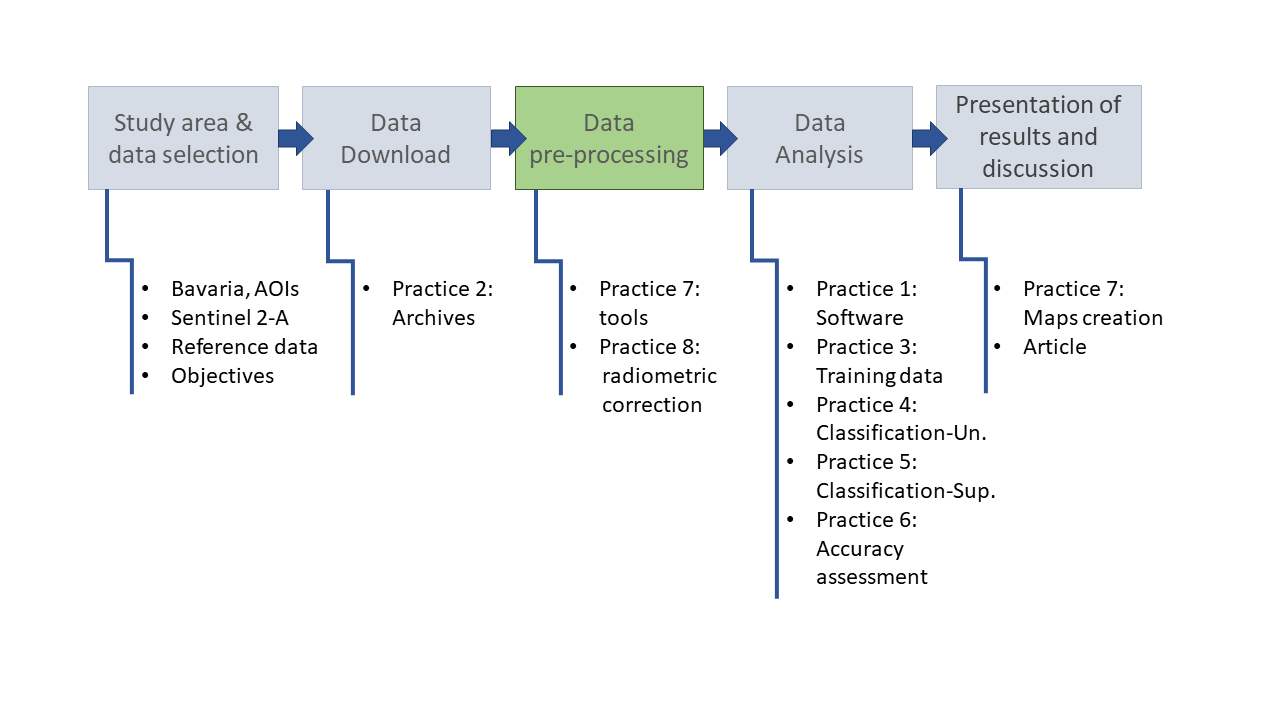 Study area &
data selection
Data
Download
Data
pre-processing
Data
Analysis
Presentation of
results and
discussion
• Bavaria, AOIs
• Sentinel 2-A
• Reference data
• Objectives
• Practice 2:
Archives
• Practice 7:
tools
• Practice 8:
radiometric
correction
• Practice 1:
Software
• Practice 3:
Training data
• Practice 4:
Classification-Un.
• Practice 5:
Classification-Sup.
• Practice 6:
Accuracy
assessment
• Practice 7:
Maps creation
• Article